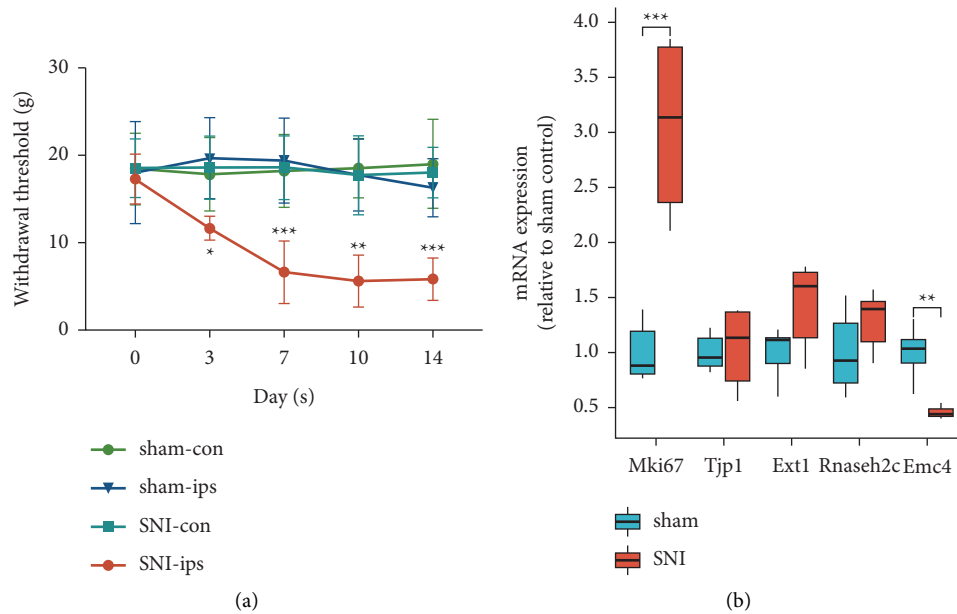 30
20
10
0
Withdrawal threshold (g)
*
***
**
***
0 3 7 10 14
Day (s)
sham-con
sham-ips
SNI-con
SNI-ips
(a)
4.0
3.5
3.0
2.5
2.0
1.5
1.0
0.5
mRNA expression
(relative to sham control)
***
**
Mki67 Tjp1 Ext1 Rnaseh2c Emc4
sham
SNI
(b)